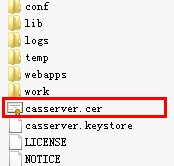 conf
lib
logs
temp
webapps
work
casserver.cer
casserver.keystore
LICENSE
NOTICE